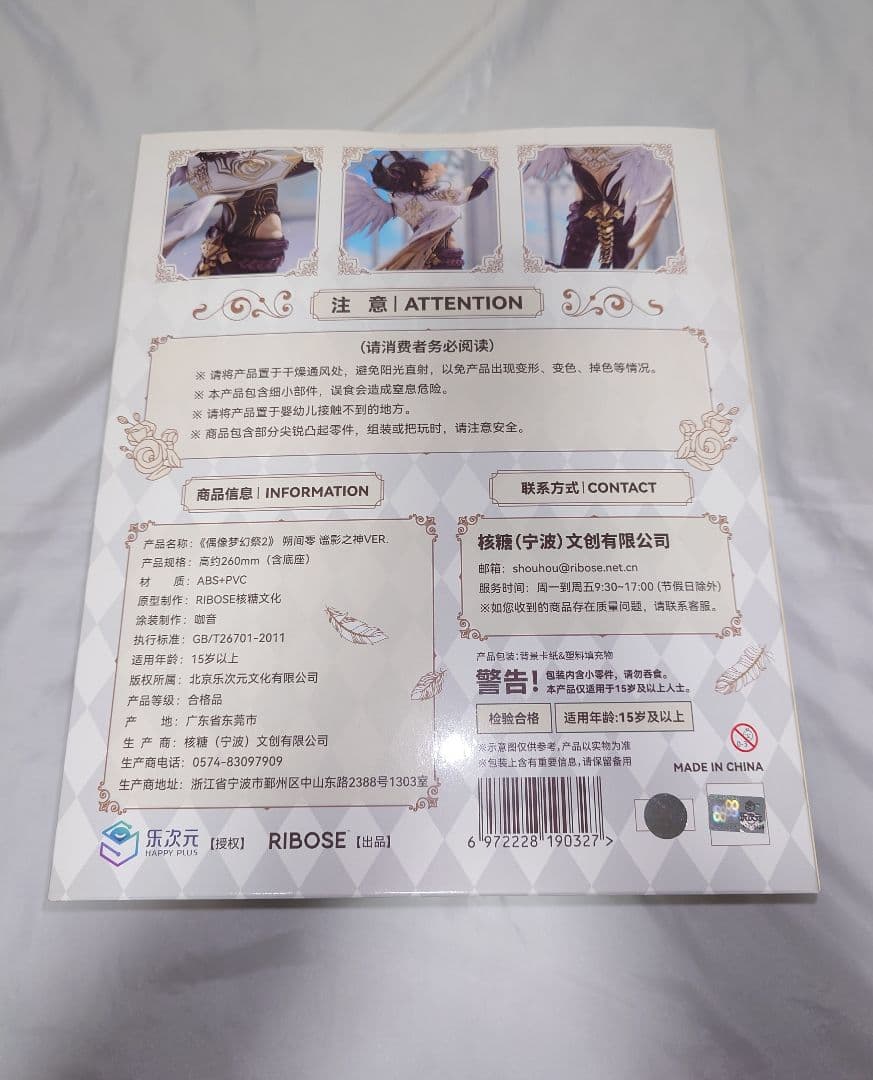 注 意 | ATTENTION
(请消费者务必阅读)
※ 请将产品置于干燥通风处，避免阳光直射，以免产品出现变形、变色、掉色等情况。
※ 本产品包含细小部件，误食会造成窒息危险。
※ 请将产品置于婴幼儿接触不到的地方。
※ 商品包含部分尖锐凸起零件，组装或把玩时，请注意安全。
商品信息 | INFORMATION
产品名称：《偶像梦幻祭2》 朔间零 谧影之神VER.
产品规格：高约260mm（含底座）
材 质：ABS+PVC
原型制作：RIBOSE核糖文化
涂装制作：咖音
执行标准：GB/T26701-2011
适用年龄：15岁以上
版权所属：北京乐次元文化有限公司
产品等级：合格品
产 地：广东省东莞市
生 产 商：核糖（宁波）文创有限公司
生产商电话：0574-83097909
生产商地址：浙江省宁波市鄞州区中山东路2388号1303室
乐次元
HAPPY PLUS
【授权】
RIBOSE
【出品】
联系方式 | CONTACT
核糖（宁波）文创有限公司
邮箱：shouhou@ribose.net.cn
服务时间：周一到周五9:30~17:00 (节假日除外)
※如您收到的商品存在质量问题，请联系客服。
产品包装：背景卡纸&塑料填充物
警告！
包装内含小零件，请勿吞食。
本产品仅适用于15岁及以上人士。
检验合格
适用年龄:15岁及以上
※示意图仅供参考，产品以实物为准
※包装上含有重要信息，请保留备用
0-3
MADE IN CHINA
6 972228 190327 >
乐次元